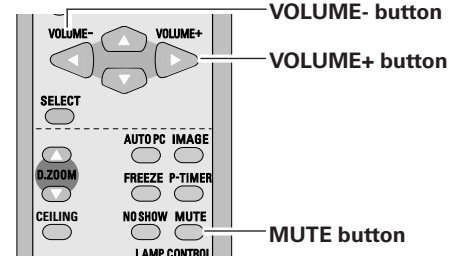 VOLUME- button
VOLUME- VOLUME+
VOLUME+ button
SELECT
AUTO PC IMAGE
D.ZOOM
FREEZE P-TIMER
CEILING NO SHOW MUTE
MUTE button
LAMP CONTROL